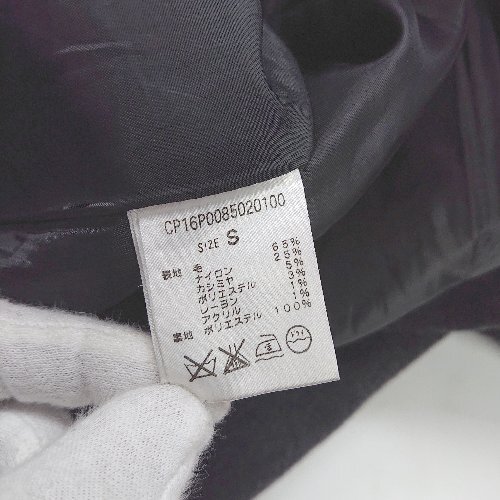 CP16P0085020100
SIZE S
表地 毛 65%
ナイロン 25%
カシミヤ 5%
ポリエステル 3%
レーヨン 1%
アクリル 1%
裏地 ポリエステル 100%